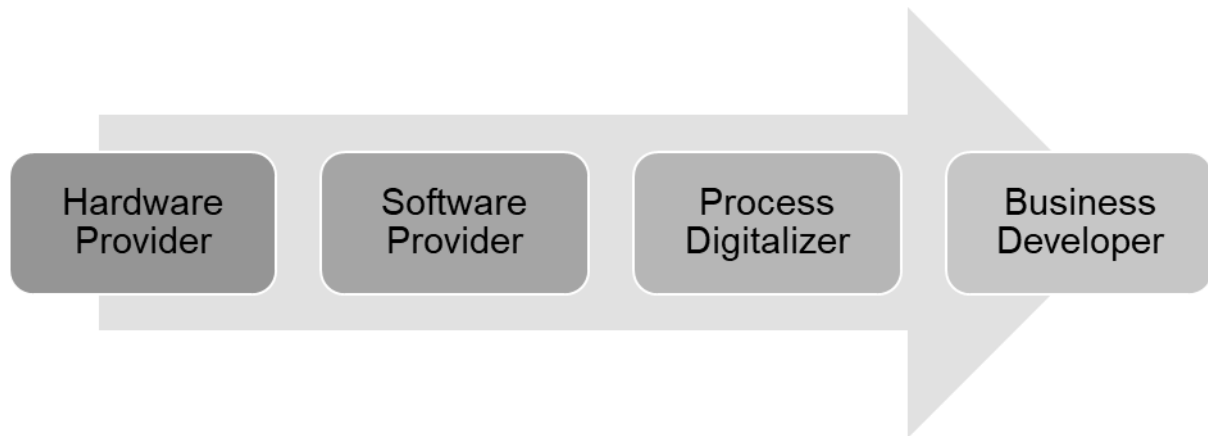 Hardware
Provider
Software
Provider
Process
Digitalizer
Business
Developer